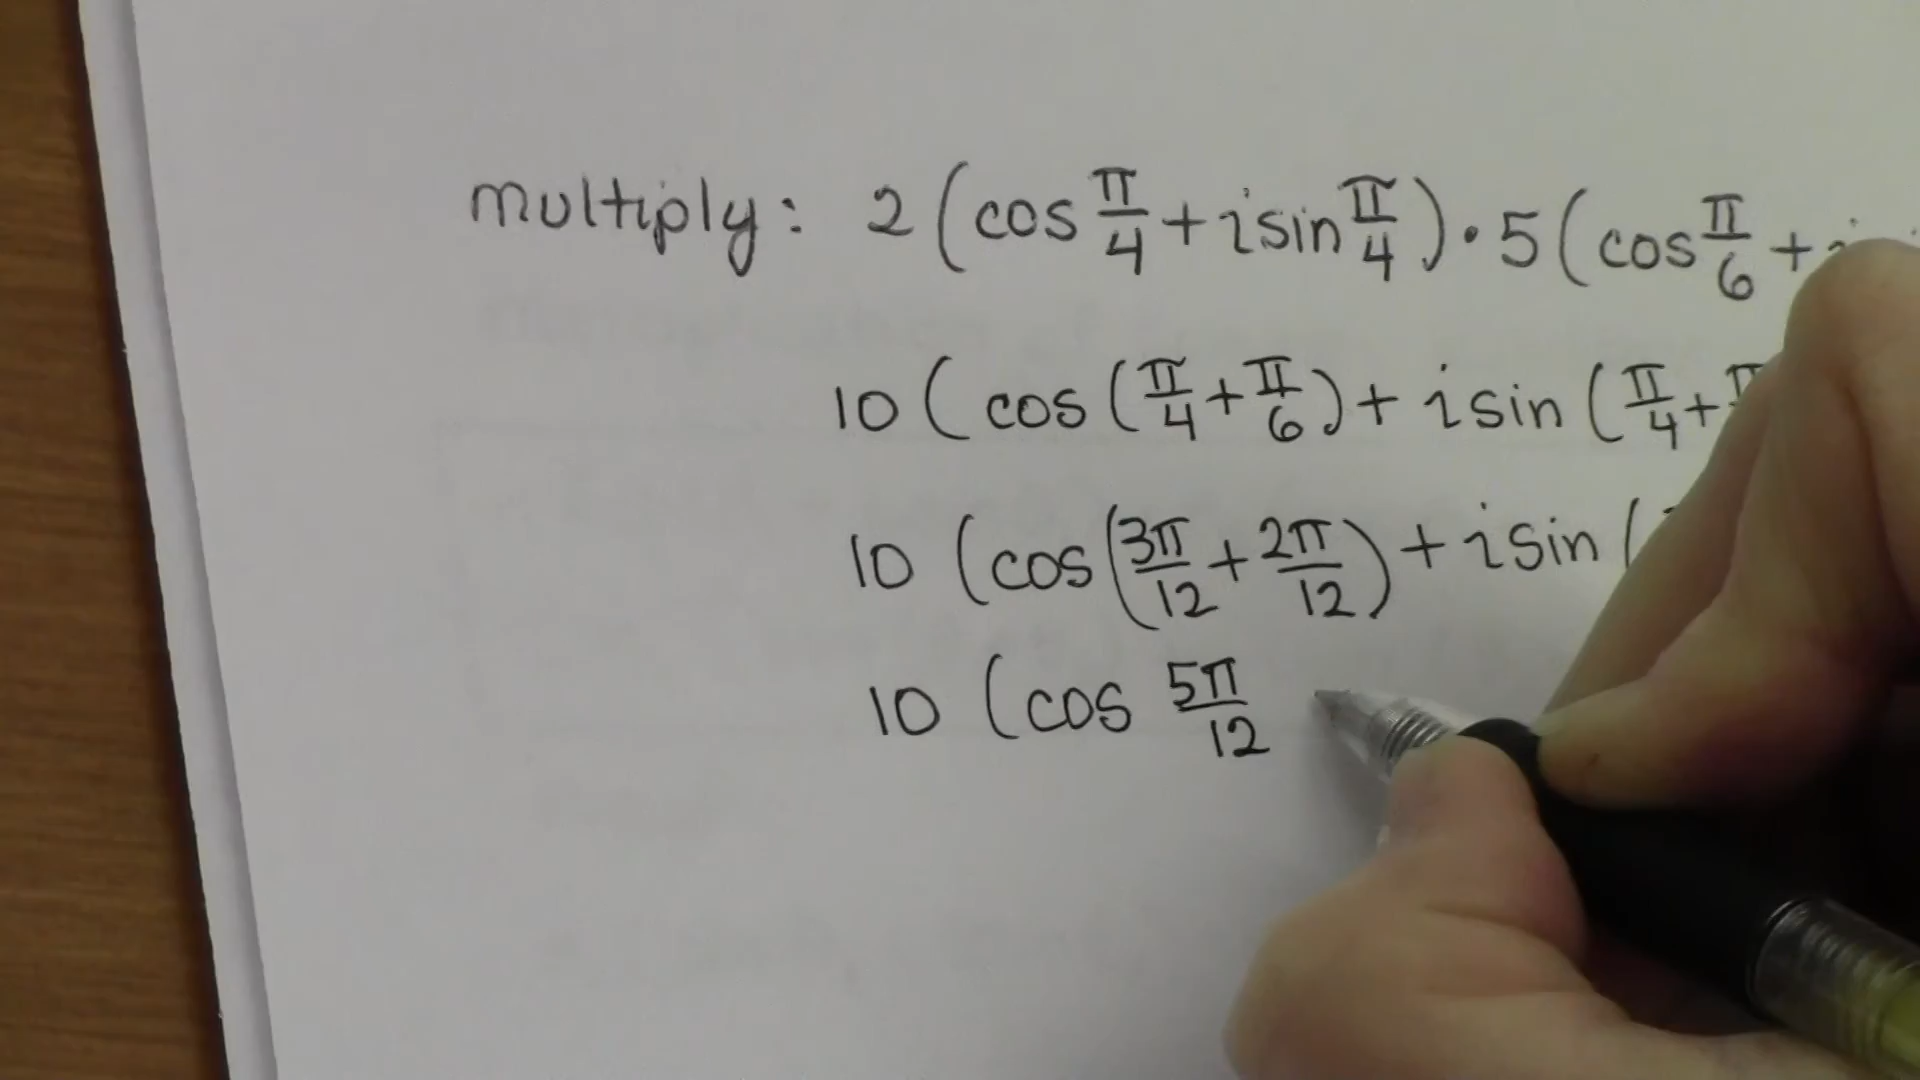 multiply: 2 (cos π/4 + i sin π/4) · 5 (cos π/6 +
10 ( cos (π/4 + π/6) + i sin (π/4 + π
10 (cos (3π/12 + 2π/12) + i sin (
10 (cos 5π/12